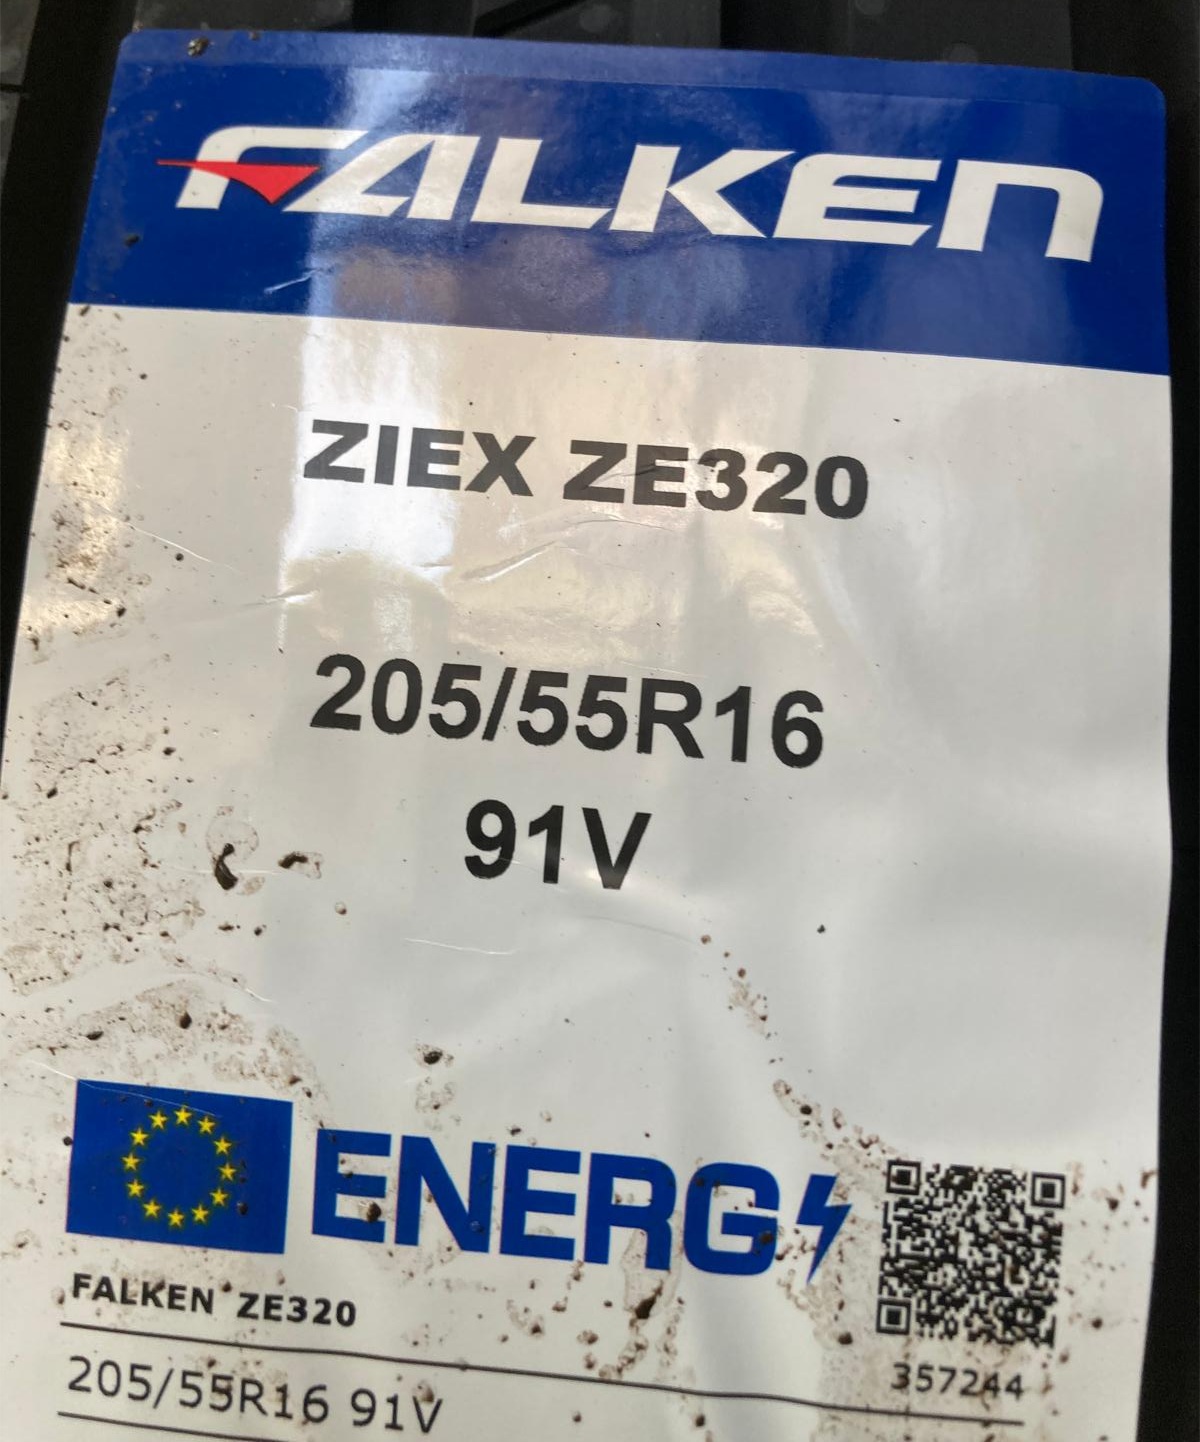 FALKEN
ZIEX ZE320
205/55R16
91V
ENERG
FALKEN ZE320
357244
205/55R16 91V